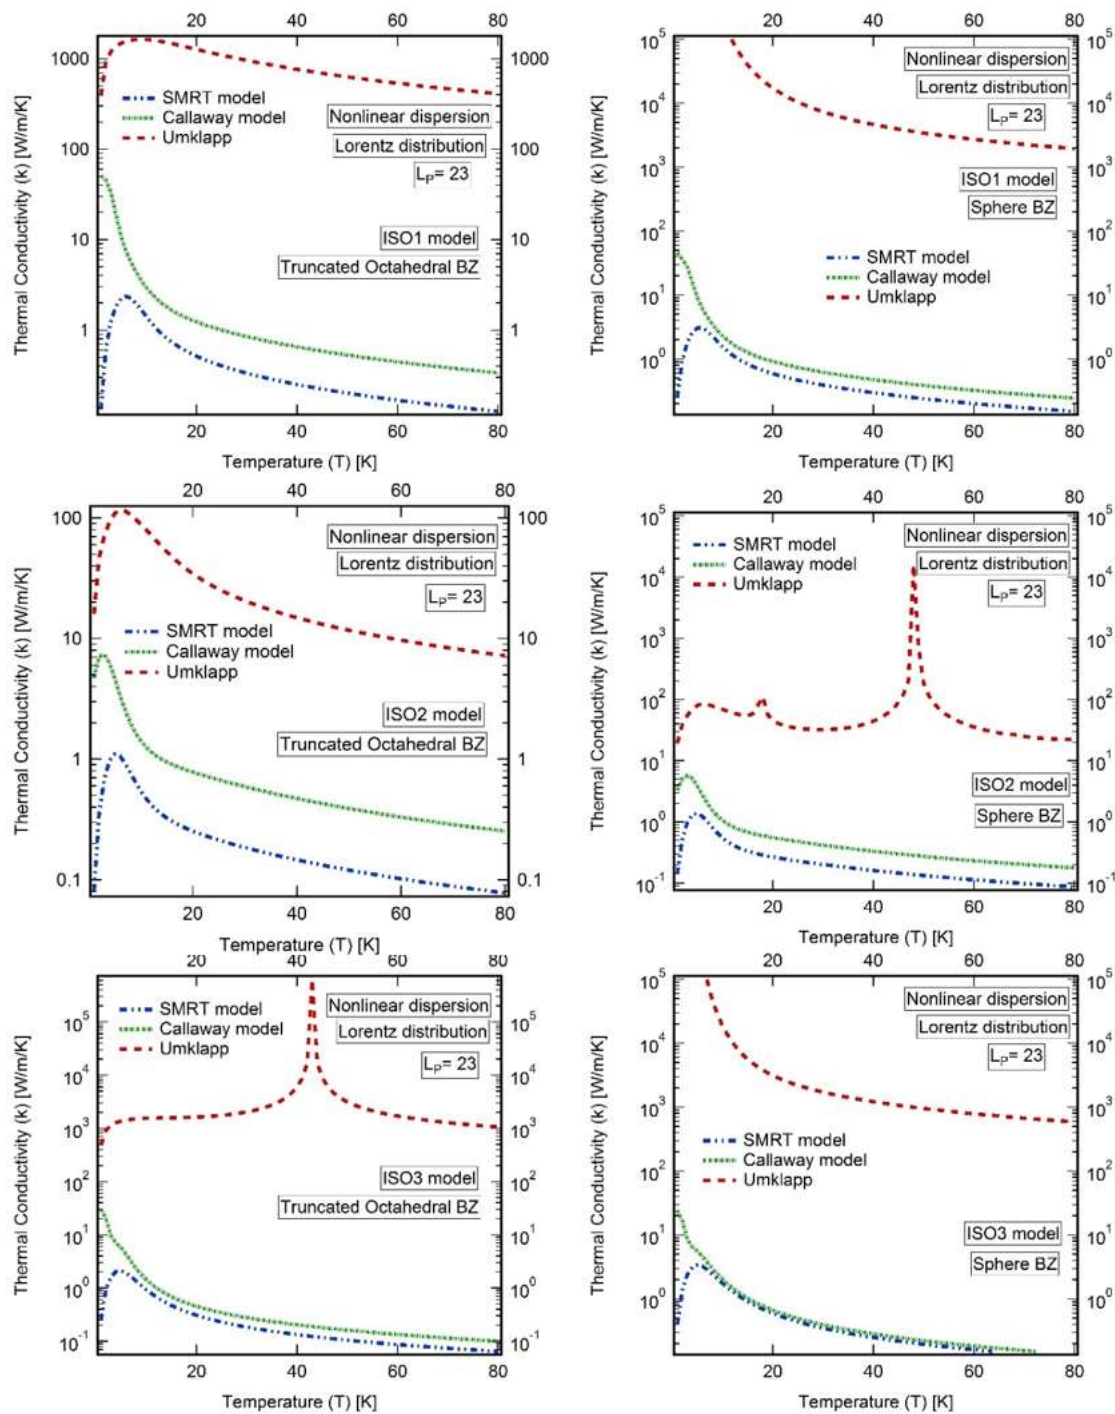 20 40 60 80
1000 1000
SMRT model
Callaway model
Umklapp
Nonlinear dispersion
Lorentz distribution
LP= 23
100 100
ISO1 model
Truncated Octahedral BZ
10 10
1 1
Thermal Conductivity (k) [W/m/K]
20 40 60 80
Temperature (T) [K]
20 40 60 80
10^5 10^5
Nonlinear dispersion
Lorentz distribution
LP= 23
10^4 10^4
10^3 10^3
ISO1 model
Sphere BZ
10^2 10^2
SMRT model
Callaway model
Umklapp
10^1 10^1
10^0 10^0
Thermal Conductivity (k) [W/m/K]
20 40 60 80
Temperature (T) [K]
20 40 60 80
100 100
Nonlinear dispersion
Lorentz distribution
LP= 23
SMRT model
Callaway model
Umklapp
10 10
ISO2 model
Truncated Octahedral BZ
1 1
0.1 0.1
Thermal Conductivity (k) [W/m/K]
20 40 60 80
Temperature (T) [K]
20 40 60 80
10^5 10^5
SMRT model
Callaway model
Umklapp
Nonlinear dispersion
Lorentz distribution
LP= 23
10^4 10^4
10^3 10^3
10^2 10^2
10^1 10^1
ISO2 model
Sphere BZ
10^0 10^0
10^-1 10^-1
Thermal Conductivity (k) [W/m/K]
20 40 60 80
Temperature (T) [K]
20 40 60 80
SMRT model
Callaway model
Umklapp
Nonlinear dispersion
Lorentz distribution
LP= 23
10^5 10^5
10^4 10^4
10^3 10^3
ISO3 model
Truncated Octahedral BZ
10^2 10^2
10^1 10^1
10^0 10^0
10^-1 10^-1
Thermal Conductivity (k) [W/m/K]
20 40 60 80
Temperature (T) [K]
20 40 60 80
10^5 10^5
Nonlinear dispersion
Lorentz distribution
LP= 23
10^4 10^4
10^3 10^3
SMRT model
Callaway model
Umklapp
10^2 10^2
10^1 10^1
ISO3 model
Sphere BZ
10^0 10^0
Thermal Conductivity (k) [W/m/K]
20 40 60 80
Temperature (T) [K]